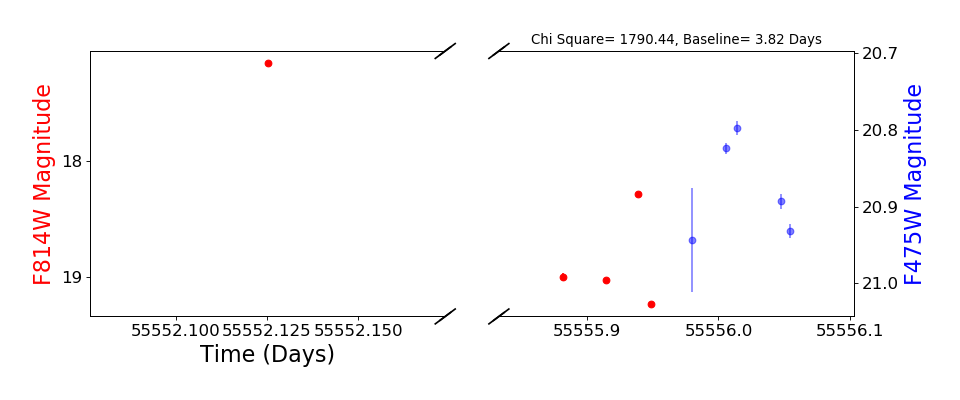 Chi Square= 1790.44, Baseline= 3.82 Days
F814W Magnitude
18
19
20.7
20.8
20.9
21.0
F475W Magnitude
55552.100 55552.125 55552.150
55555.9 55556.0 55556.1
Time (Days)